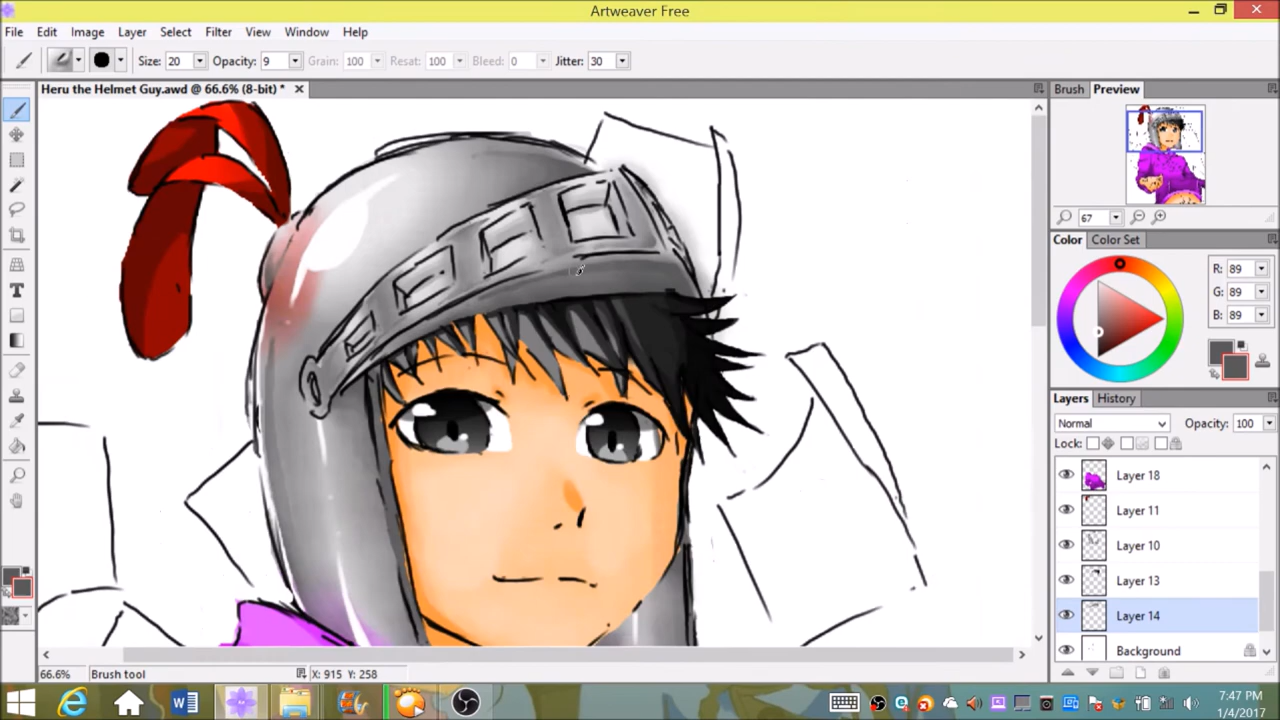 Artweaver Free
File Edit Image Layer Select Filter View Window Help
Size: 20 Opacity: 9 Grain: 100 Resat: 100 Bleed: 0 Jitter: 30
Heru the Helmet Guy.awd @ 66.6% (8-bit) *
Brush Preview
67
Color Color Set
R: 89
G: 89
B: 89
Layers History
Normal Opacity: 100
Lock:
Layer 18
Layer 11
Layer 10
Layer 13
Layer 14
Background
66.6% Brush tool X: 915 Y: 258
7:47 PM
1/4/2017